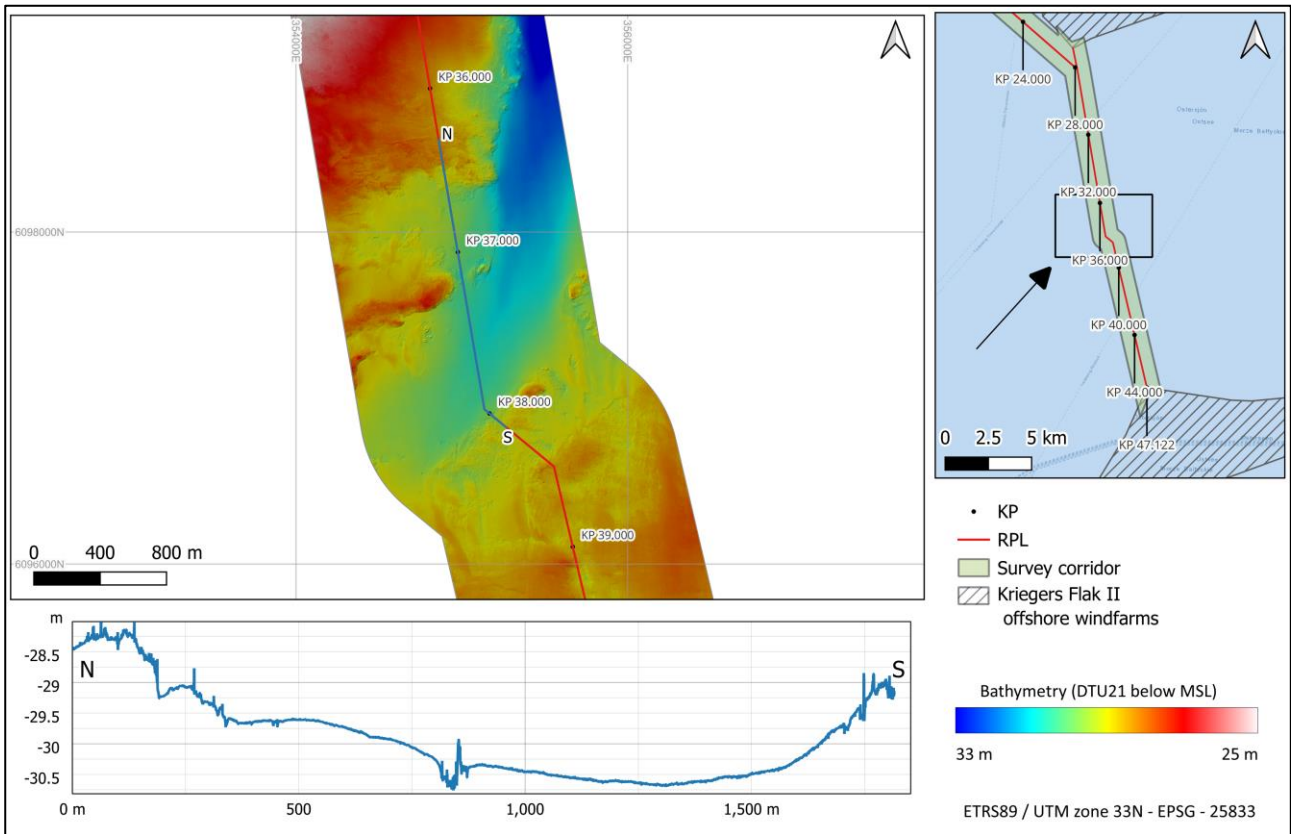 354000E
356000E
KP 36.000
N
6098000N
KP 37.000
KP 38.000
S
KP 39.000
6096000N
0 400 800 m
KP 24.000
KP 28.000
KP 32.000
KP 36.000
KP 40.000
KP 44.000
KP 47.122
0 2.5 5 km
KP
RPL
Survey corridor
Kriegers Flak II
offshore windfarms
Bathymetry (DTU21 below MSL)
33 m 25 m
ETRS89 / UTM zone 33N - EPSG - 25833
m
-28.5
-29
-29.5
-30
-30.5
N S
0 m 500 1,000 1,500 m